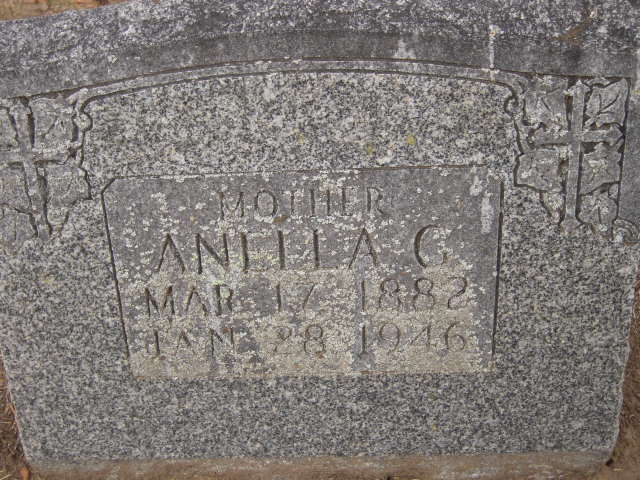 MOTHER
ANELLA G
MAR 17 1882
JAN. 28 1946